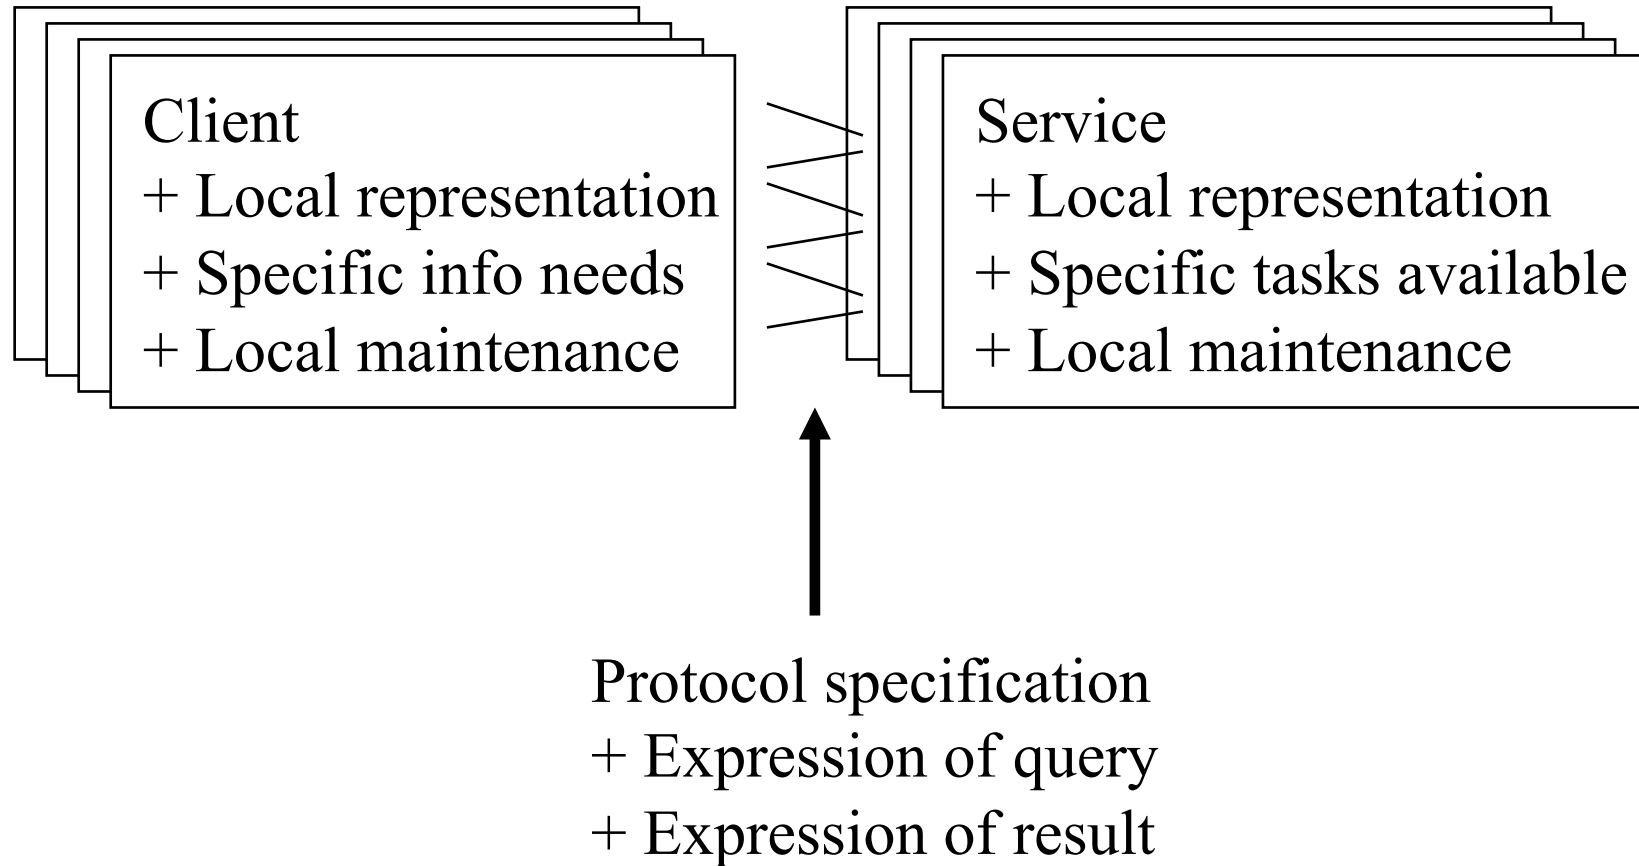 Client
+ Local representation
+ Specific info needs
+ Local maintenance
Service
+ Local representation
+ Specific tasks available
+ Local maintenance
Protocol specification
+ Expression of query
+ Expression of result